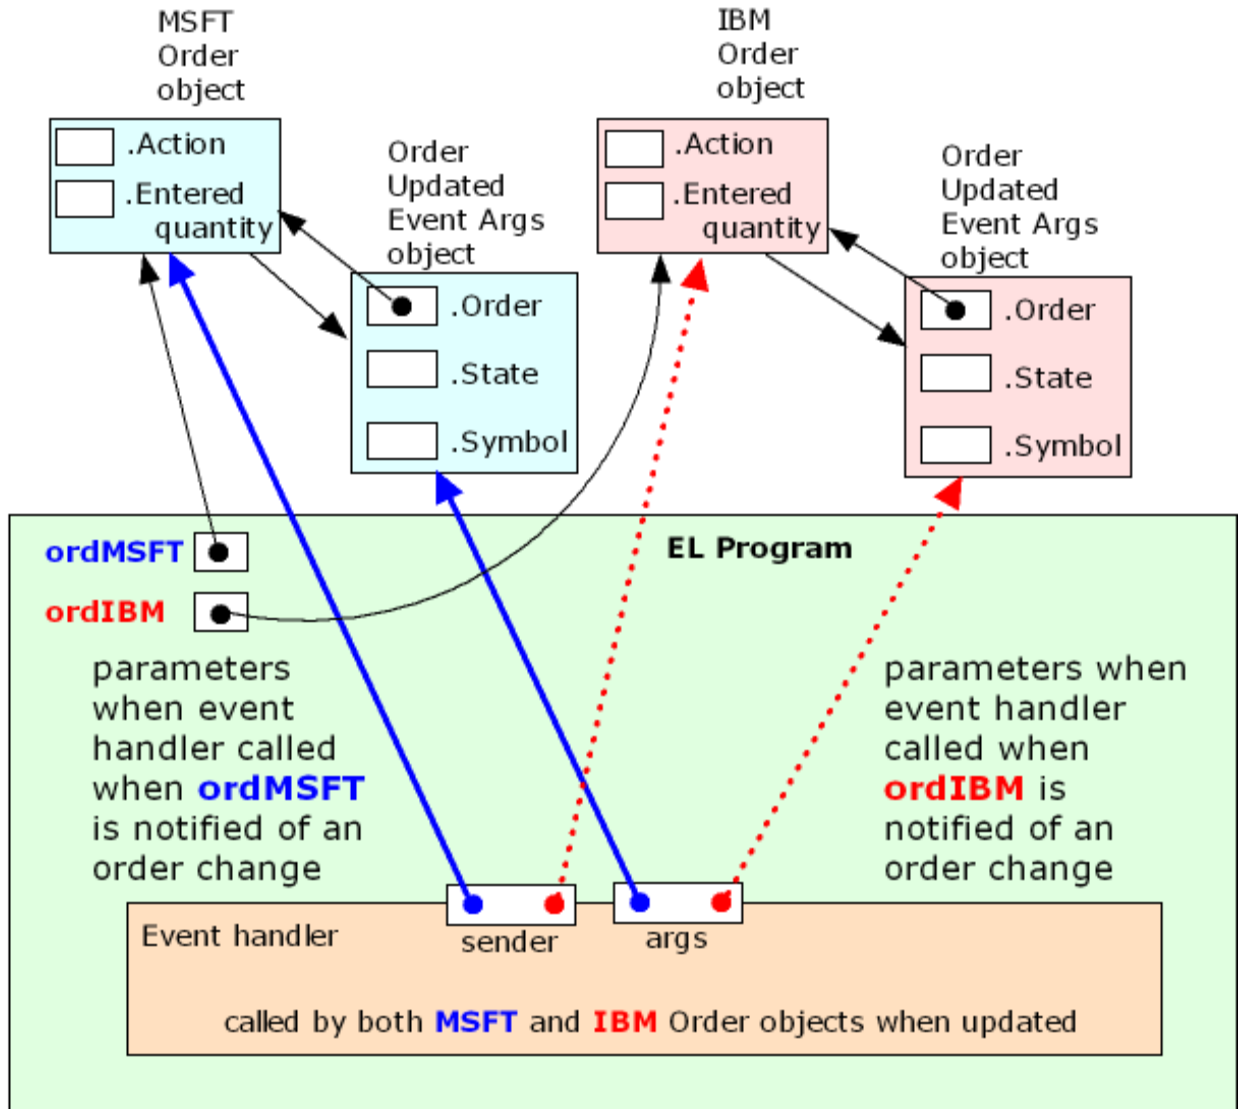 MSFT
Order
object
IBM
Order
object
.Action
.Entered
quantity
Order
Updated
Event Args
object
.Action
.Entered
quantity
Order
Updated
Event Args
object
.Order
.State
.Symbol
.Order
.State
.Symbol
ordMSFT
EL Program
ordIBM
parameters
when event
handler called
when ordMSFT
is notified of an
order change
parameters when
event handler
called when
ordIBM is
notified of an
order change
Event handler
sender
args
called by both MSFT and IBM Order objects when updated